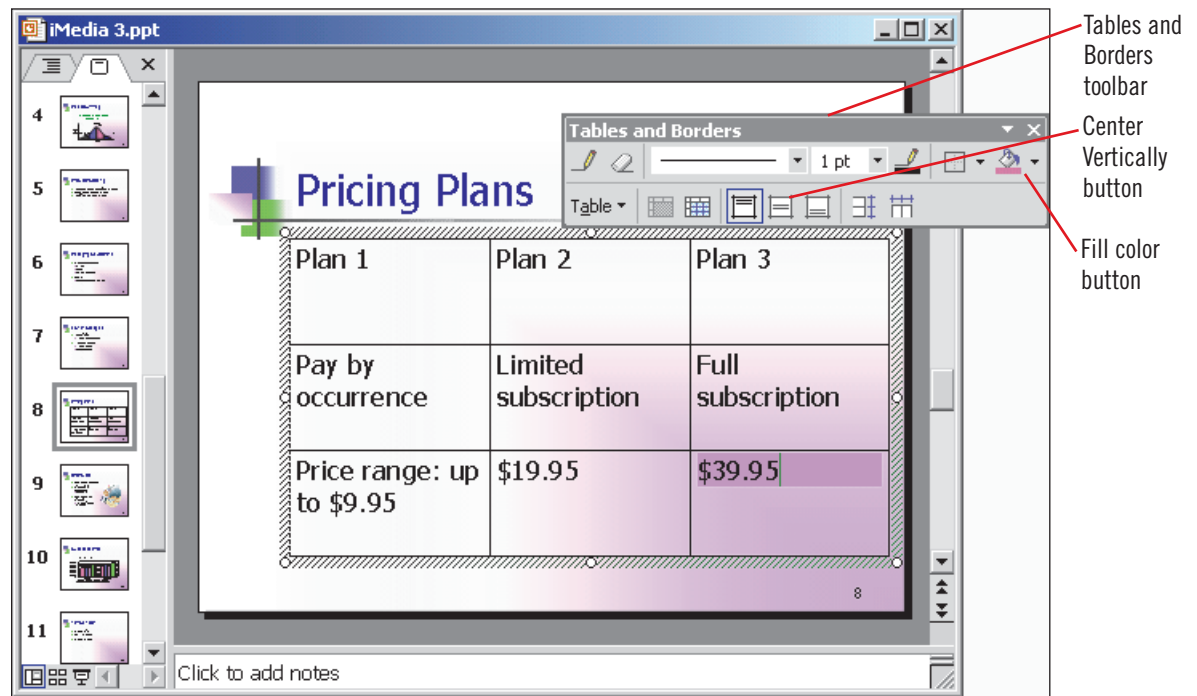 iMedia 3.ppt
4
5
6
7
8
9
10
11
Pricing Plans
Tables and Borders
1 pt
Table
Plan 1
Plan 2
Plan 3
Pay by
occurrence
Limited
subscription
Full
subscription
Price range: up
to $9.95
$19.95
$39.95
8
Click to add notes
Tables and
Borders
toolbar
Center
Vertically
button
Fill color
button